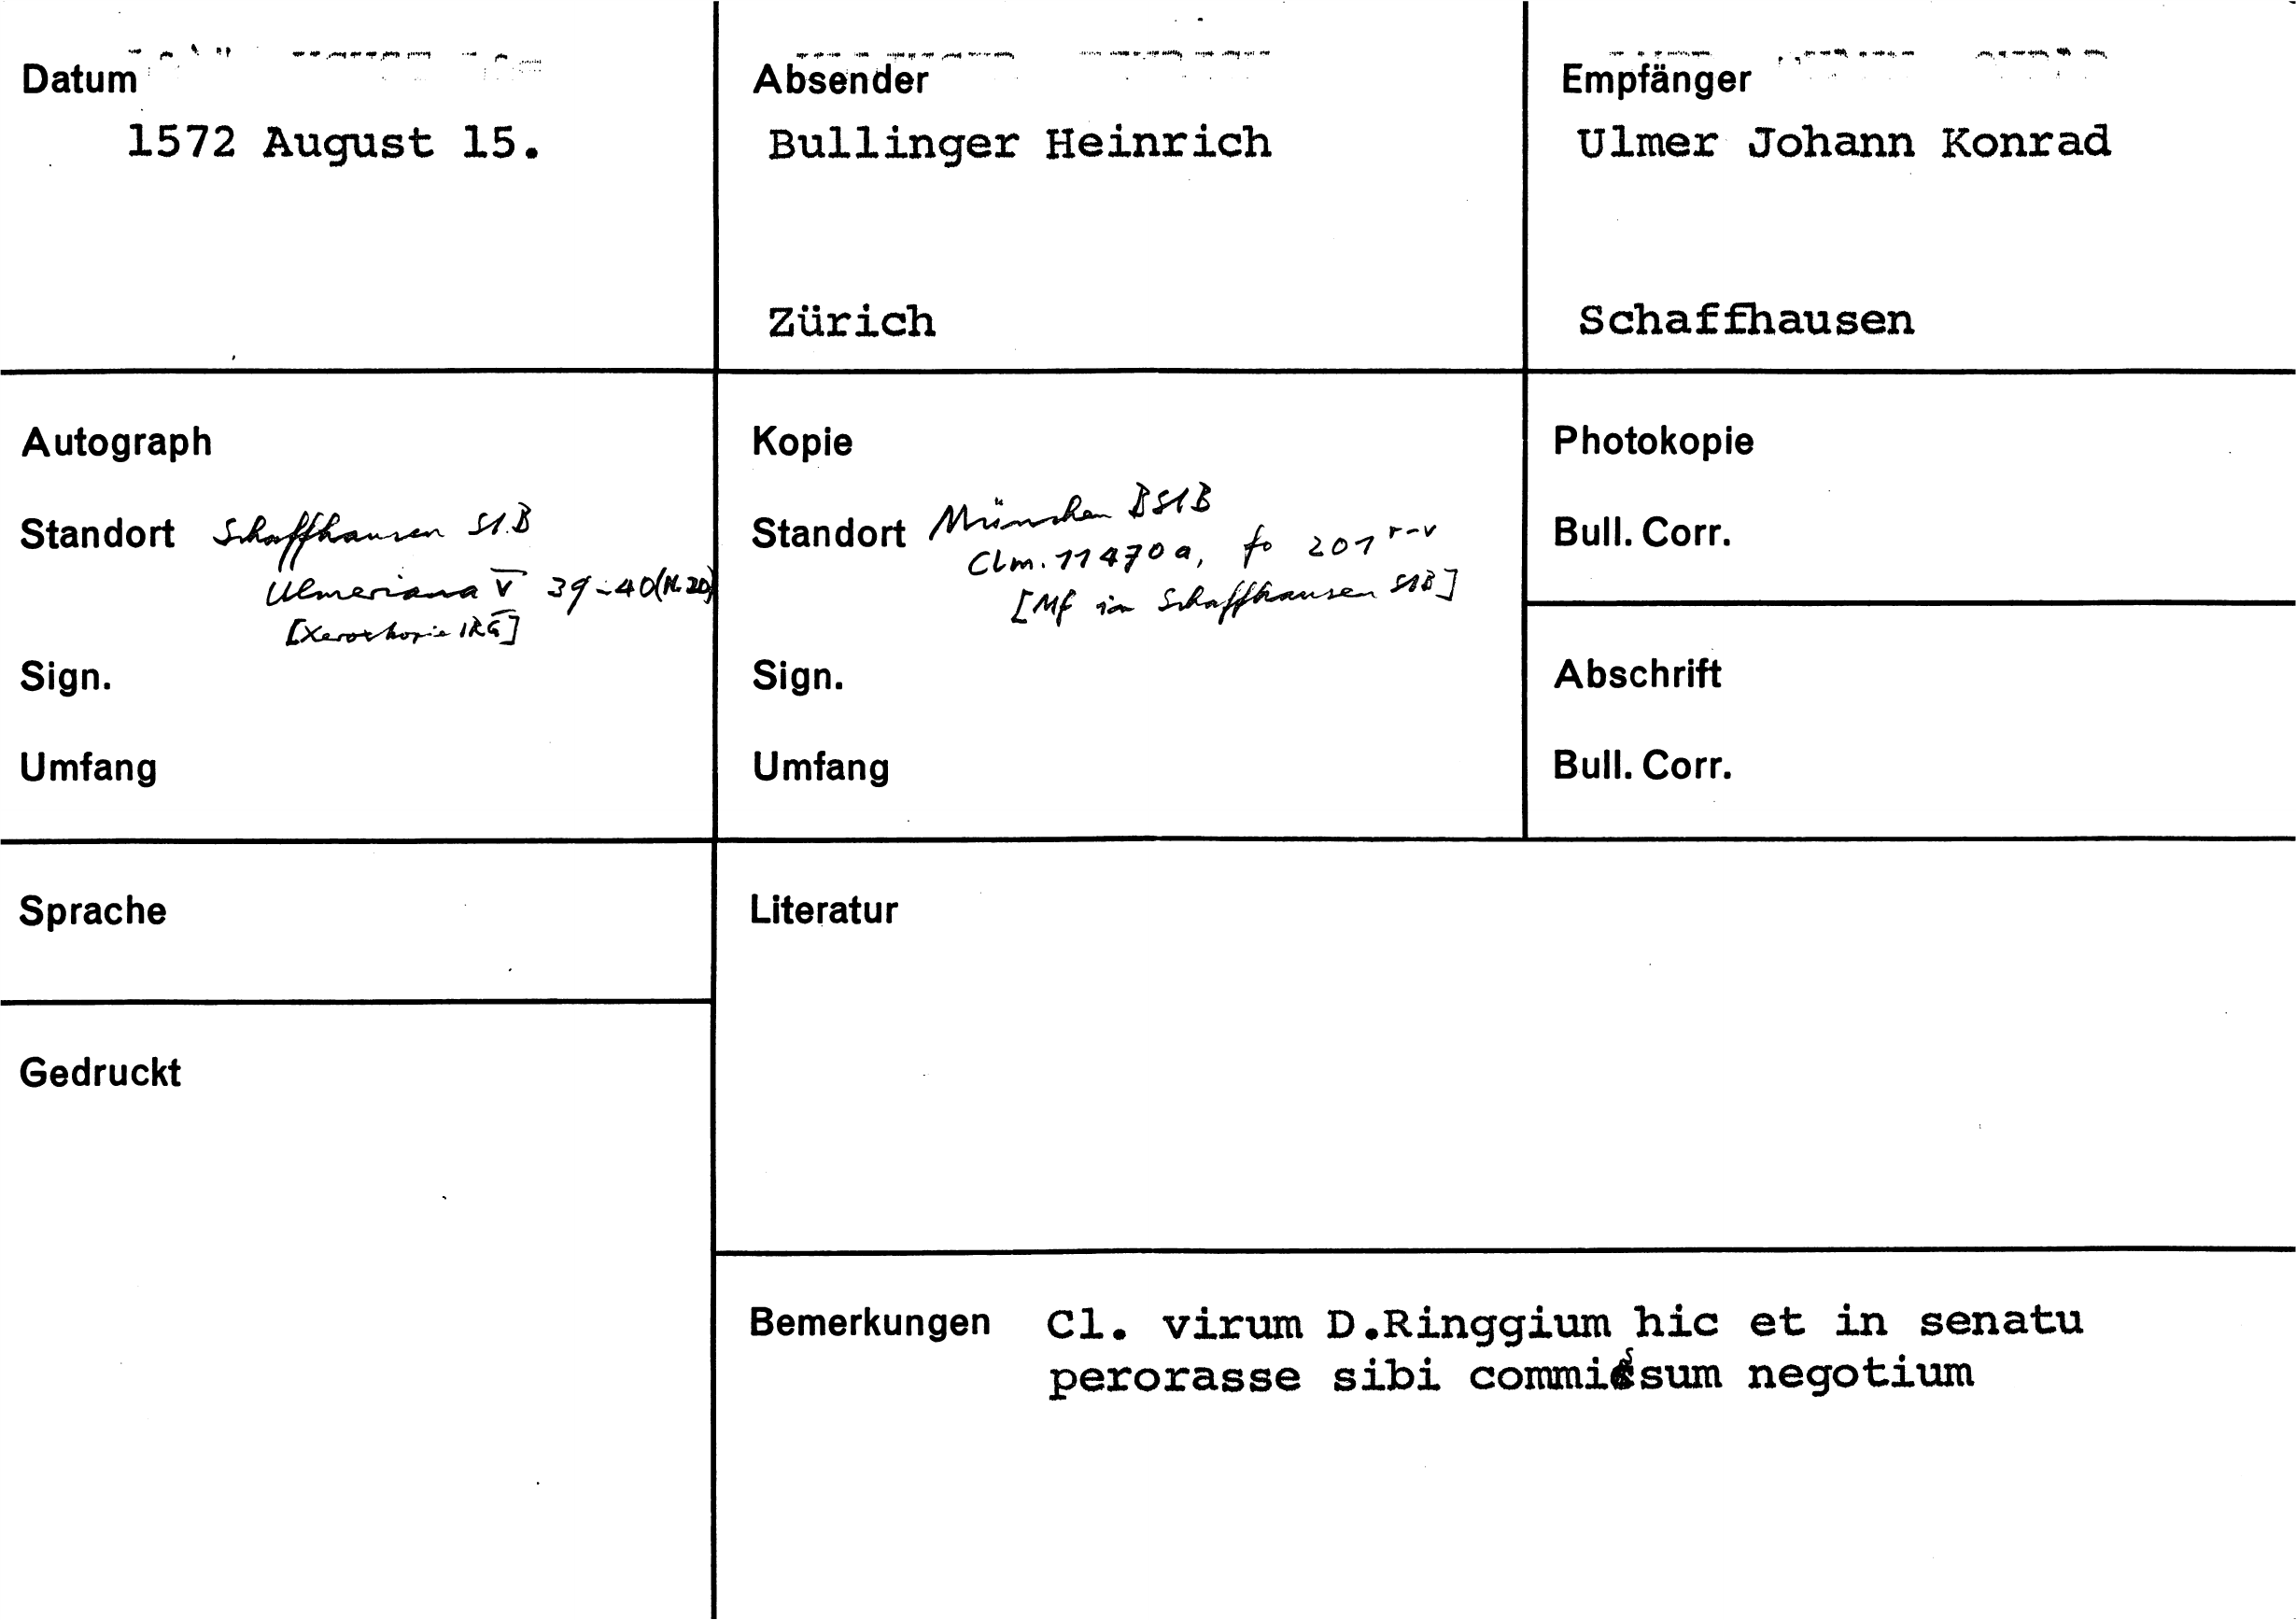 Datum
1572 August 15.
Absender
Bullinger Heinrich
Zürich
Empfänger
Ulmer Johann Konrad
Schaffhausen
Autograph
Standort Schaffhausen StB
Ulmeriana V 39-40 (N. 20)
[Xerokopie IRG]
Sign.
Umfang
Kopie
Standort München BStB
Clm. 11470a, fo 201 r-v
[Mf in Schaffhausen StB]
Sign.
Umfang
Photokopie
Bull. Corr.
Abschrift
Bull. Corr.
Sprache
Gedruckt
Literatur
Bemerkungen Cl. virum D.Ringgium hic et in senatu
perorasse sibi commissum negotium